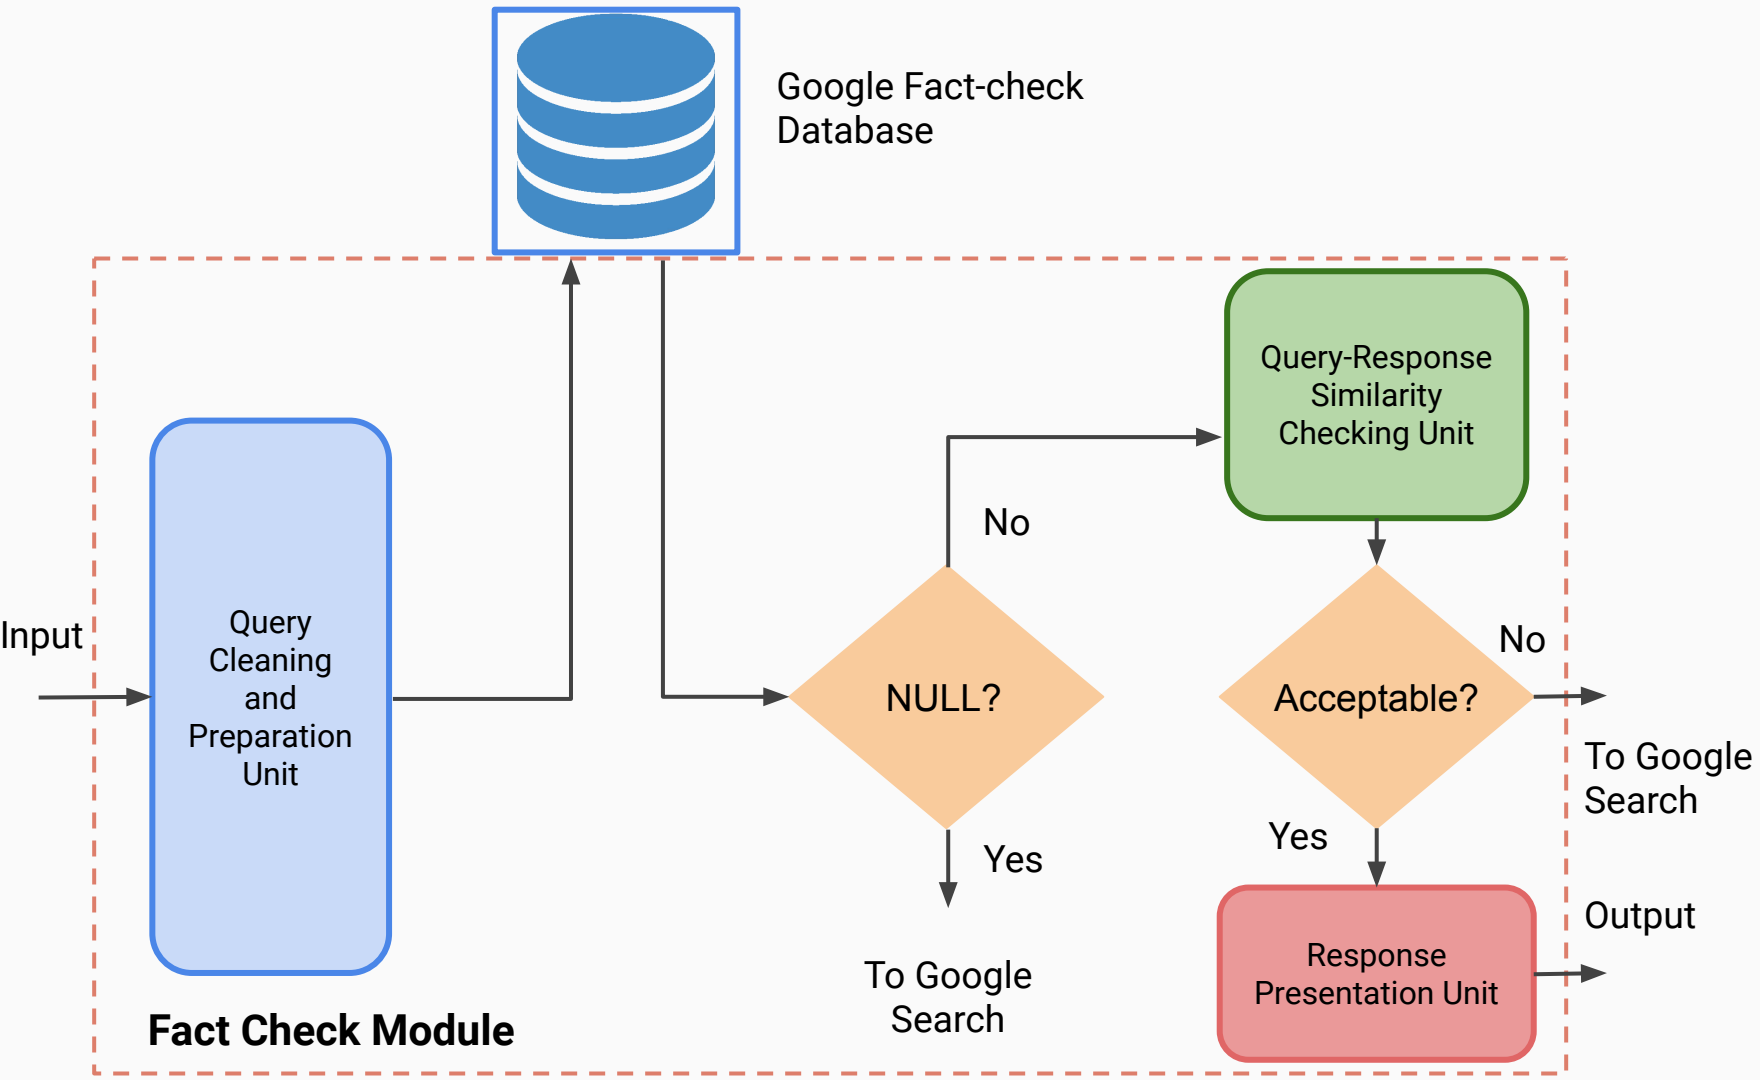 Google Fact-check
Database
Input
Query
Cleaning
and
Preparation
Unit
NULL?
No
Yes
To Google
Search
Query-Response
Similarity
Checking Unit
Acceptable?
No
To Google
Search
Yes
Response
Presentation Unit
Output
Fact Check Module